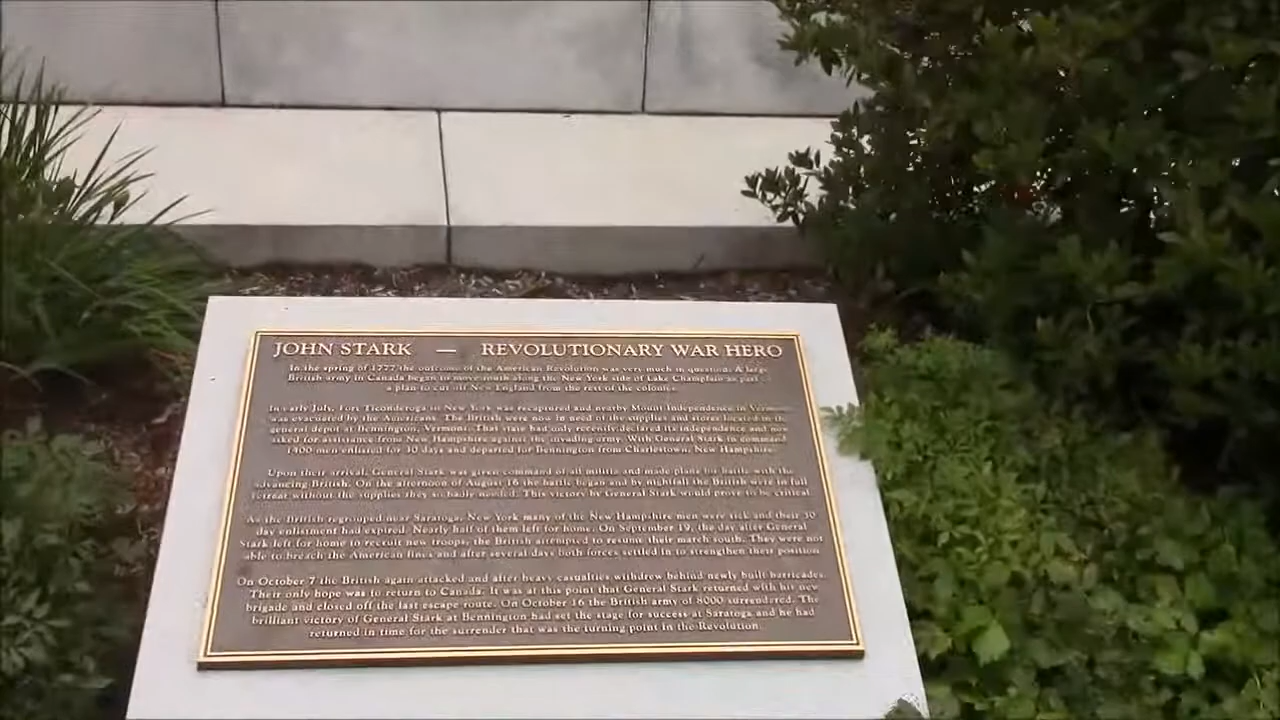 JOHN STARK — REVOLUTIONARY WAR HERO
In the spring of 1777 the outcome of the American Revolution was very much in question. A large
British army in Canada began to move south along the New York side of Lake Champlain as part of
a plan to cut off New England from the rest of the colonies.
In early July, Fort Ticonderoga in New York was recaptured and nearby Mount Independence in Vermont
was evacuated by the Americans. The British were now in need of the supplies and stores located in the
general depot at Bennington, Vermont. That state had only recently declared its independence and now
asked for assistance from New Hampshire against the invading army. With General Stark in command
1400 men enlisted for 30 days and departed for Bennington from Charlestown, New Hampshire.
Upon their arrival, General Stark was given command of all militia and made plans for battle with the
advancing British. On the afternoon of August 16 the battle began and by nightfall the British were in full
retreat without the supplies they so badly needed. This victory by General Stark would prove to be critical.
As the British regrouped near Saratoga, New York many of the New Hampshire men were sick and their 30
day enlistment had expired. Nearly half of them left for home. On September 19, the day after General
Stark left for home to recruit new troops, the British attempted to resume their march south. They were not
able to breach the American lines and after several days both forces settled in to strengthen their position.
On October 7 the British again attacked and after heavy casualties withdrew behind newly built barricades.
Their only hope was to return to Canada. It was at this point that General Stark returned with his new
brigade and closed off the last escape route. On October 16 the British army of 8000 surrendered. The
brilliant victory of General Stark at Bennington had set the stage for success at Saratoga and he had
returned in time for the surrender that was the turning point in the Revolution.